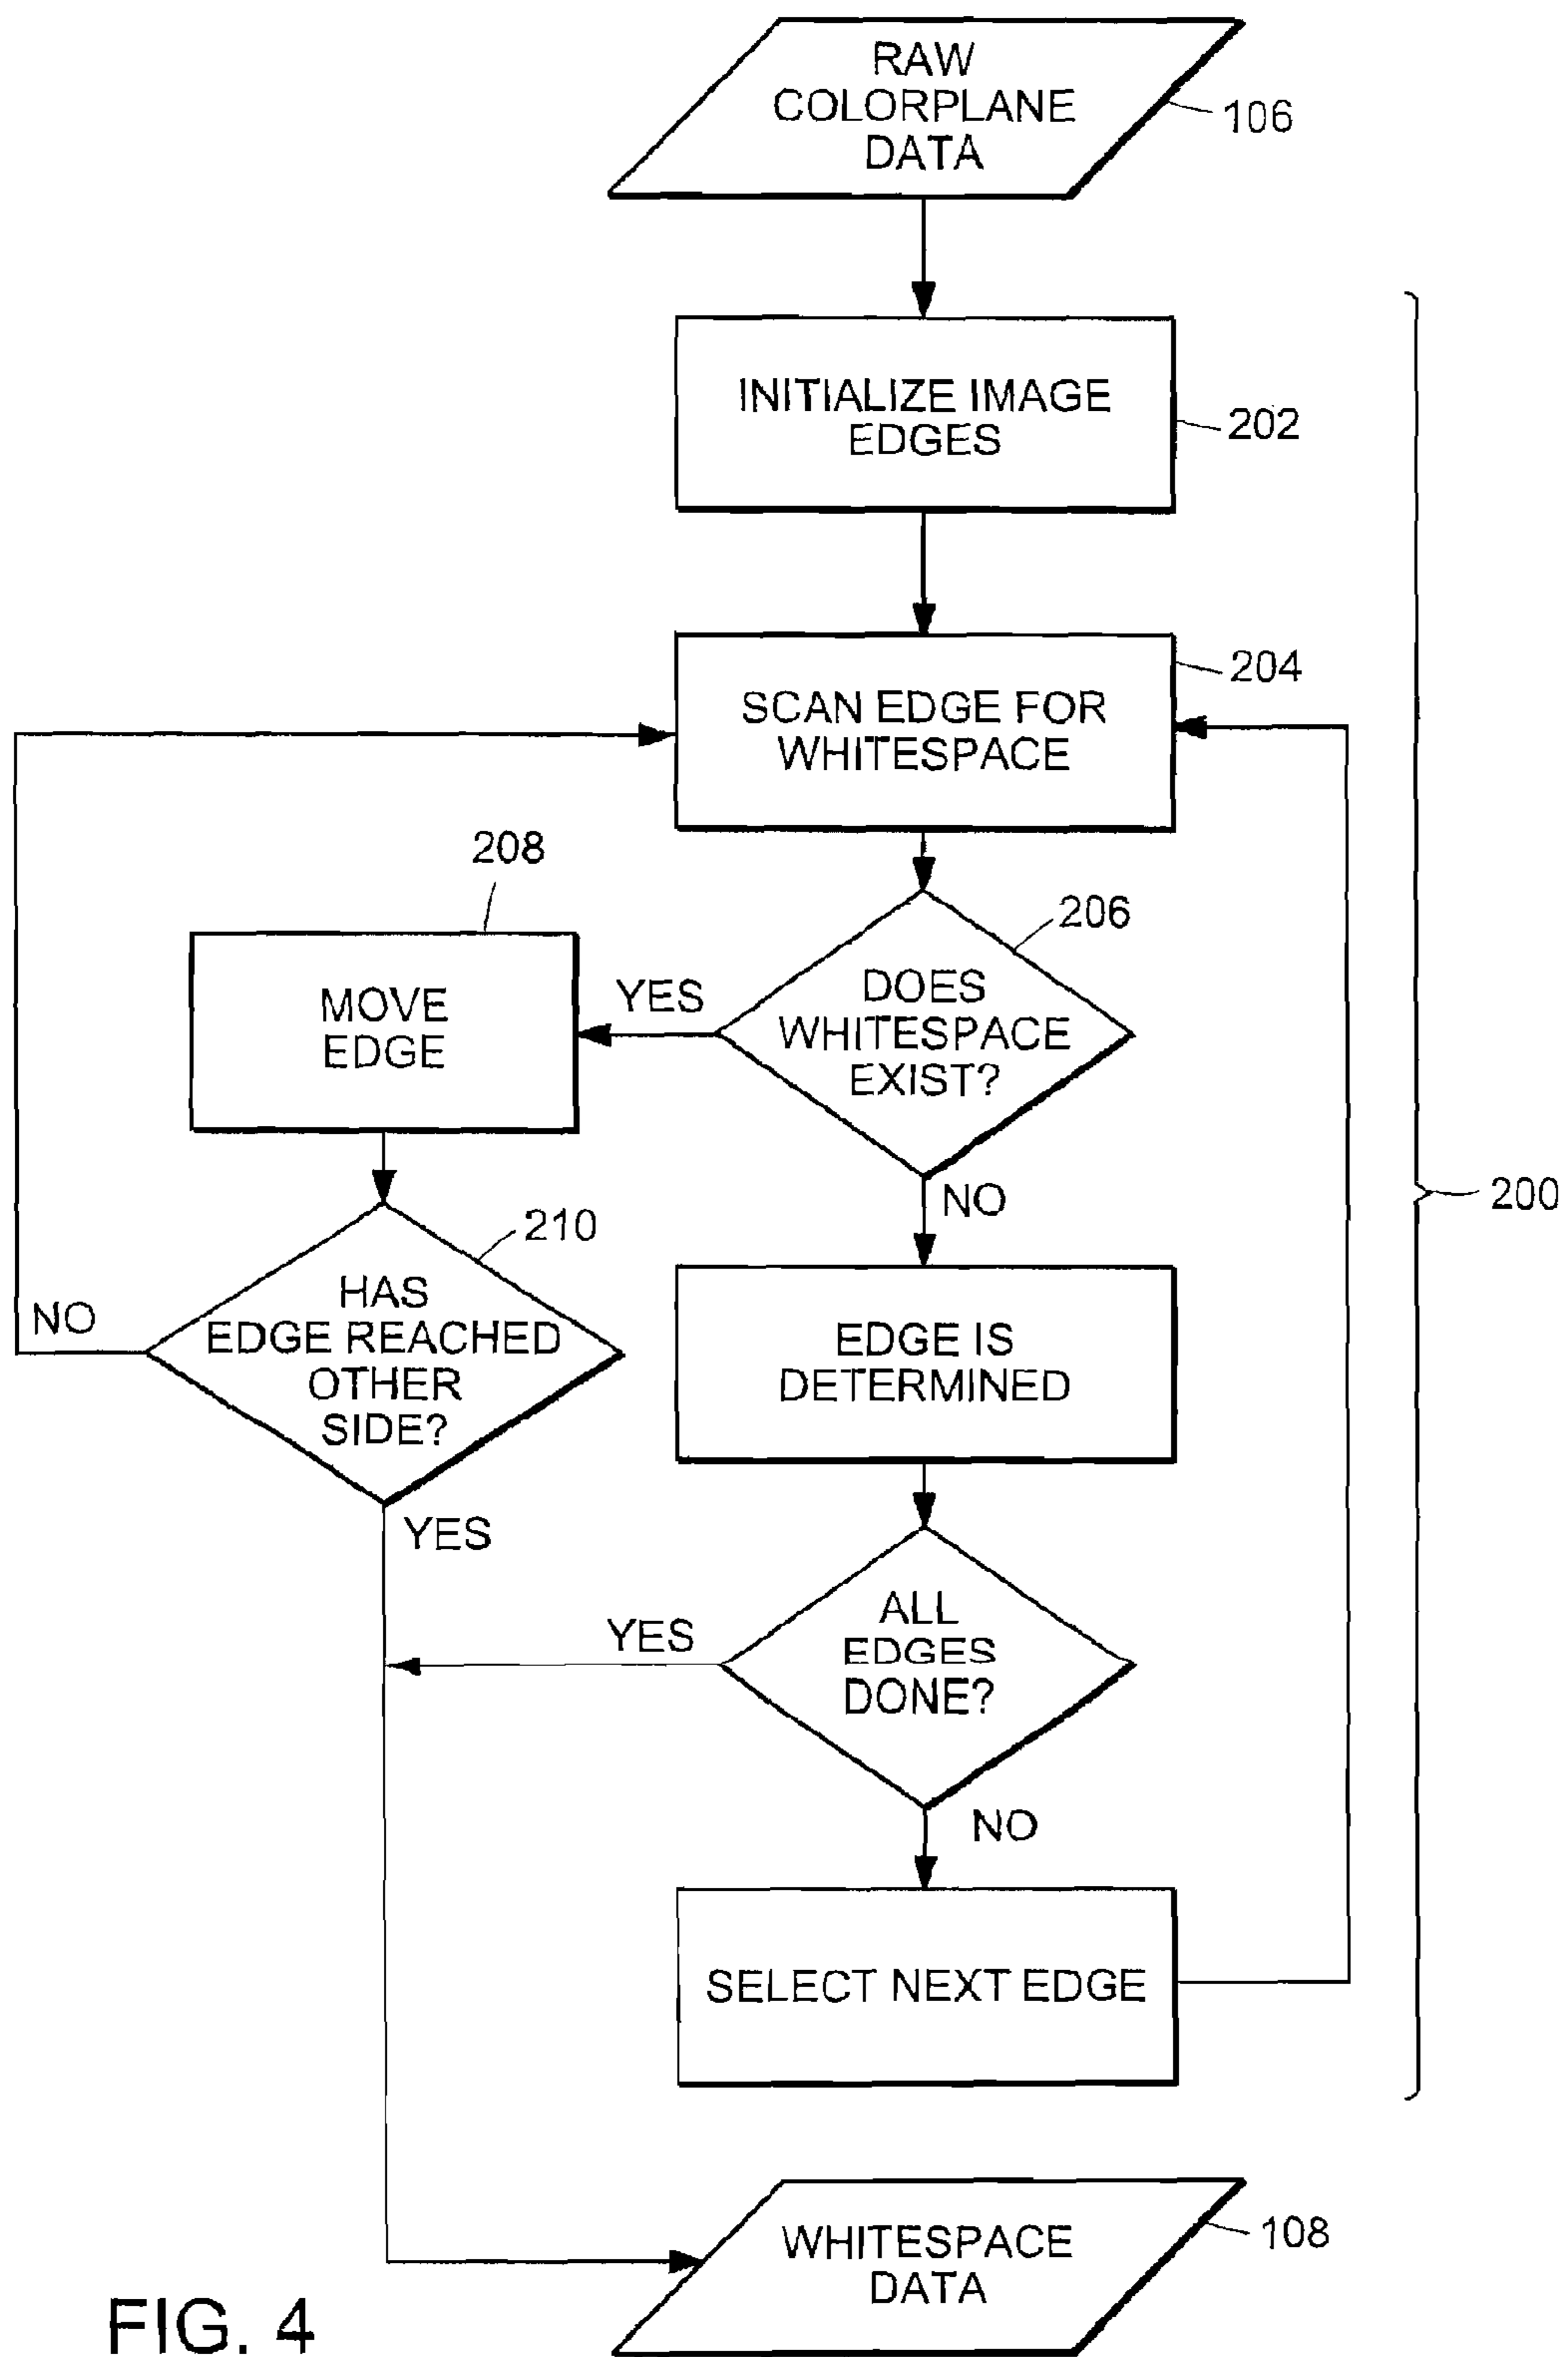 RAW
COLORPLANE
DATA
106
INITIALIZE IMAGE
EDGES
202
SCAN EDGE FOR
WHITESPACE
204
208
MOVE
EDGE
YES
206
DOES
WHITESPACE
EXIST?
NO
200
210
HAS
EDGE REACHED
OTHER
SIDE?
NO
YES
EDGE IS
DETERMINED
ALL
EDGES
DONE?
YES
NO
SELECT NEXT EDGE
WHITESPACE
DATA
108
FIG. 4